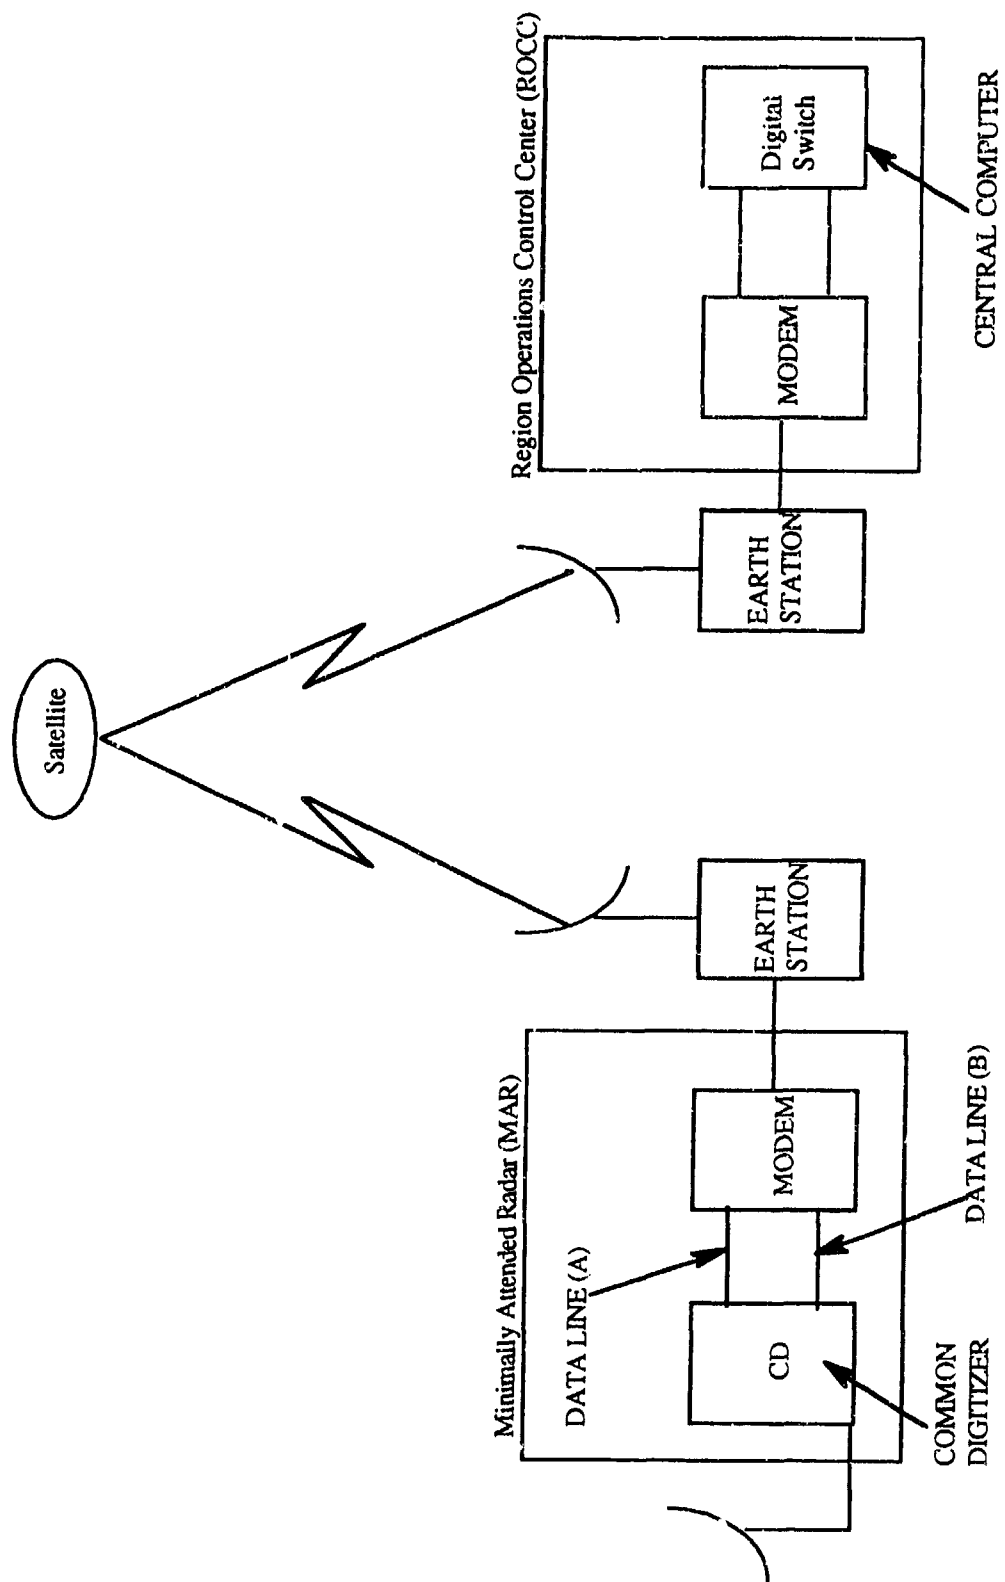 Satellite
Minimally Attended Radar (MAR)
DATA LINE (A)
CD
MODEM
COMMON
DIGITIZER
DATA LINE (B)
EARTH
STATION
EARTH
STATION
Region Operations Control Center (ROCC)
MODEM
Digital
Switch
CENTRAL COMPUTER